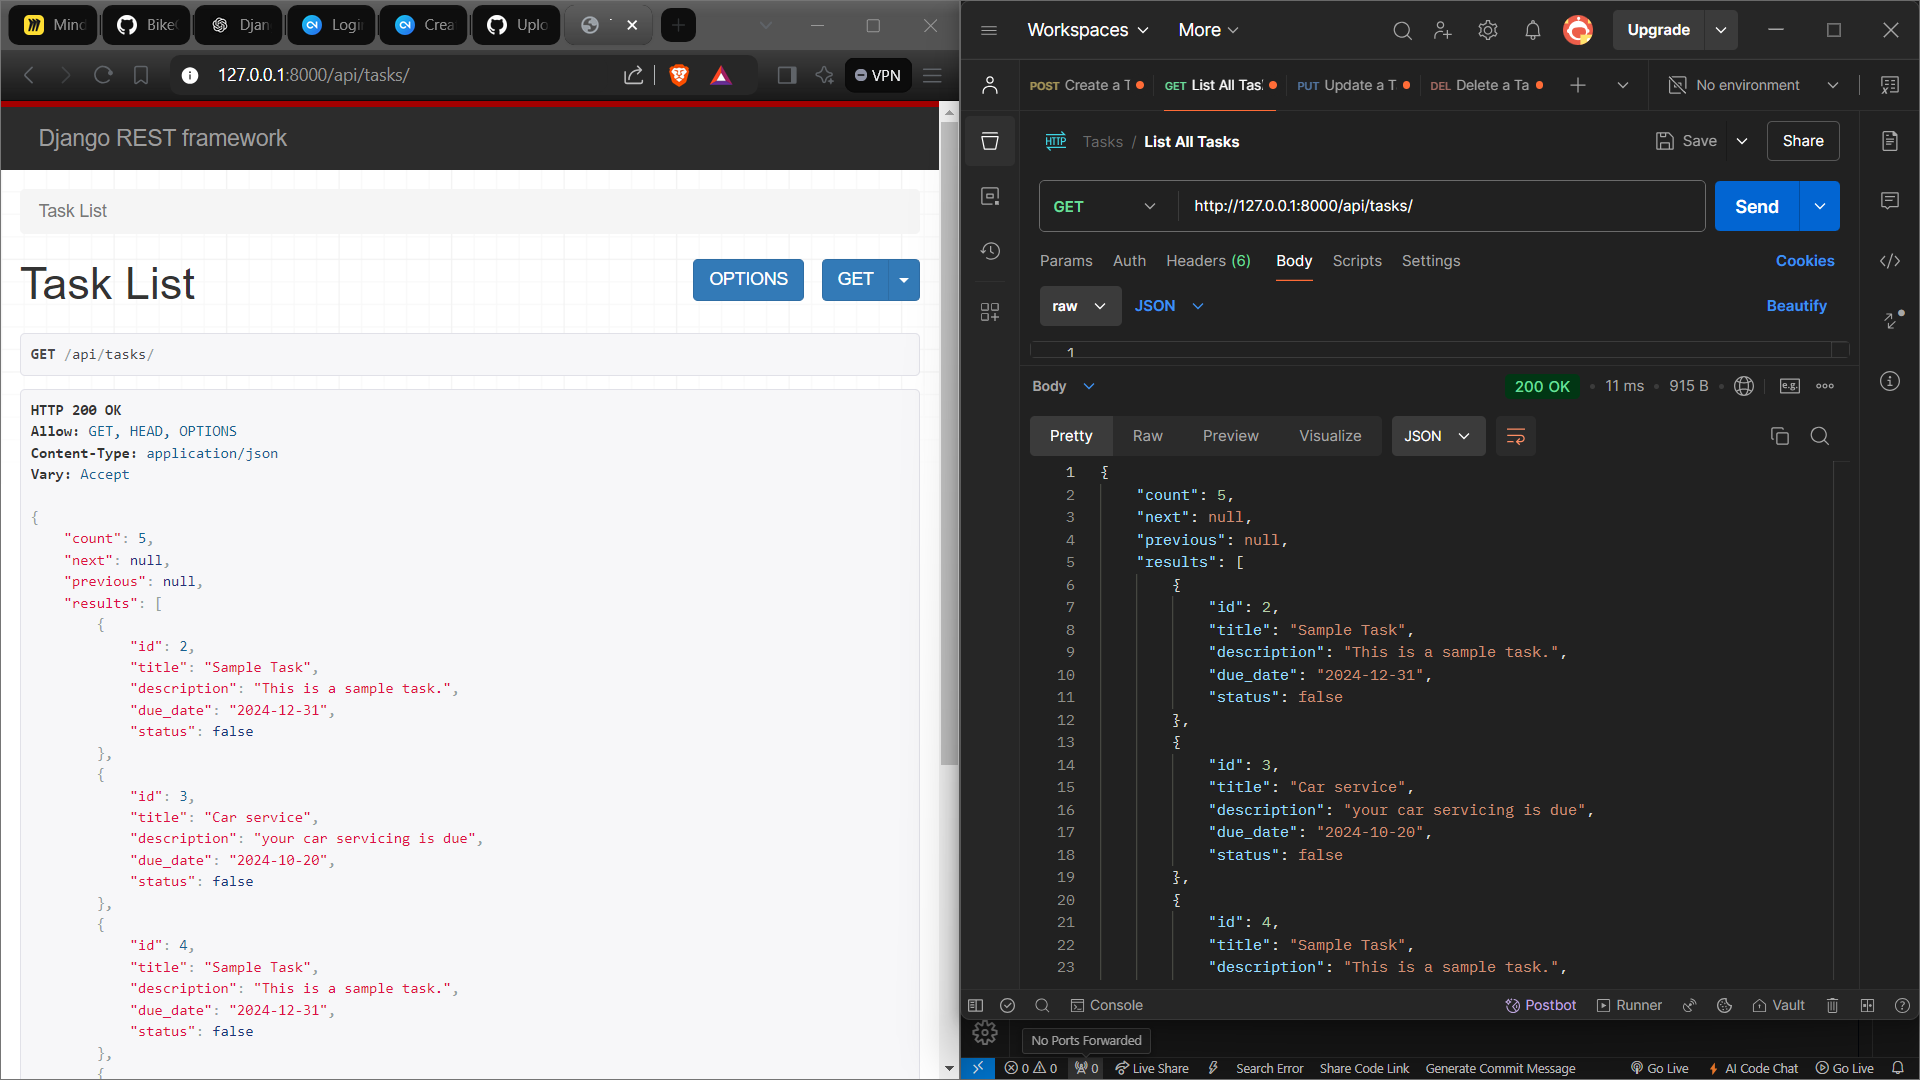 Mind
Bike
Djan
Login
Crea
Uplo
127.0.0.1:8000/api/tasks/
VPN
Django REST framework
Task List
Task List
OPTIONS
GET
GET /api/tasks/
HTTP 200 OK
Allow: GET, HEAD, OPTIONS
Content-Type: application/json
Vary: Accept
{
"count": 5,
"next": null,
"previous": null,
"results": [
{
"id": 2,
"title": "Sample Task",
"description": "This is a sample task.",
"due_date": "2024-12-31",
"status": false
},
{
"id": 3,
"title": "Car service",
"description": "your car servicing is due",
"due_date": "2024-10-20",
"status": false
},
{
"id": 4,
"title": "Sample Task",
"description": "This is a sample task.",
"due_date": "2024-12-31",
"status": false
},
{
Workspaces More Upgrade
POST Create a T GET List All Tas PUT Update a T DEL Delete a Ta No environment
HTTP Tasks / List All Tasks Save Share
GET http://127.0.0.1:8000/api/tasks/ Send
Params Auth Headers (6) Body Scripts Settings Cookies
raw JSON Beautify
1
Body 200 OK 11 ms 915 B e.g.
Pretty Raw Preview Visualize JSON
1 {
2 "count": 5,
3 "next": null,
4 "previous": null,
5 "results": [
6 {
7 "id": 2,
8 "title": "Sample Task",
9 "description": "This is a sample task.",
10 "due_date": "2024-12-31",
11 "status": false
12 },
13 {
14 "id": 3,
15 "title": "Car service",
16 "description": "your car servicing is due",
17 "due_date": "2024-10-20",
18 "status": false
19 },
20 {
21 "id": 4,
22 "title": "Sample Task",
23 "description": "This is a sample task.",
Console Postbot Runner Vault
No Ports Forwarded
0 0 0 Live Share Search Error Share Code Link Generate Commit Message Go Live AI Code Chat Go Live